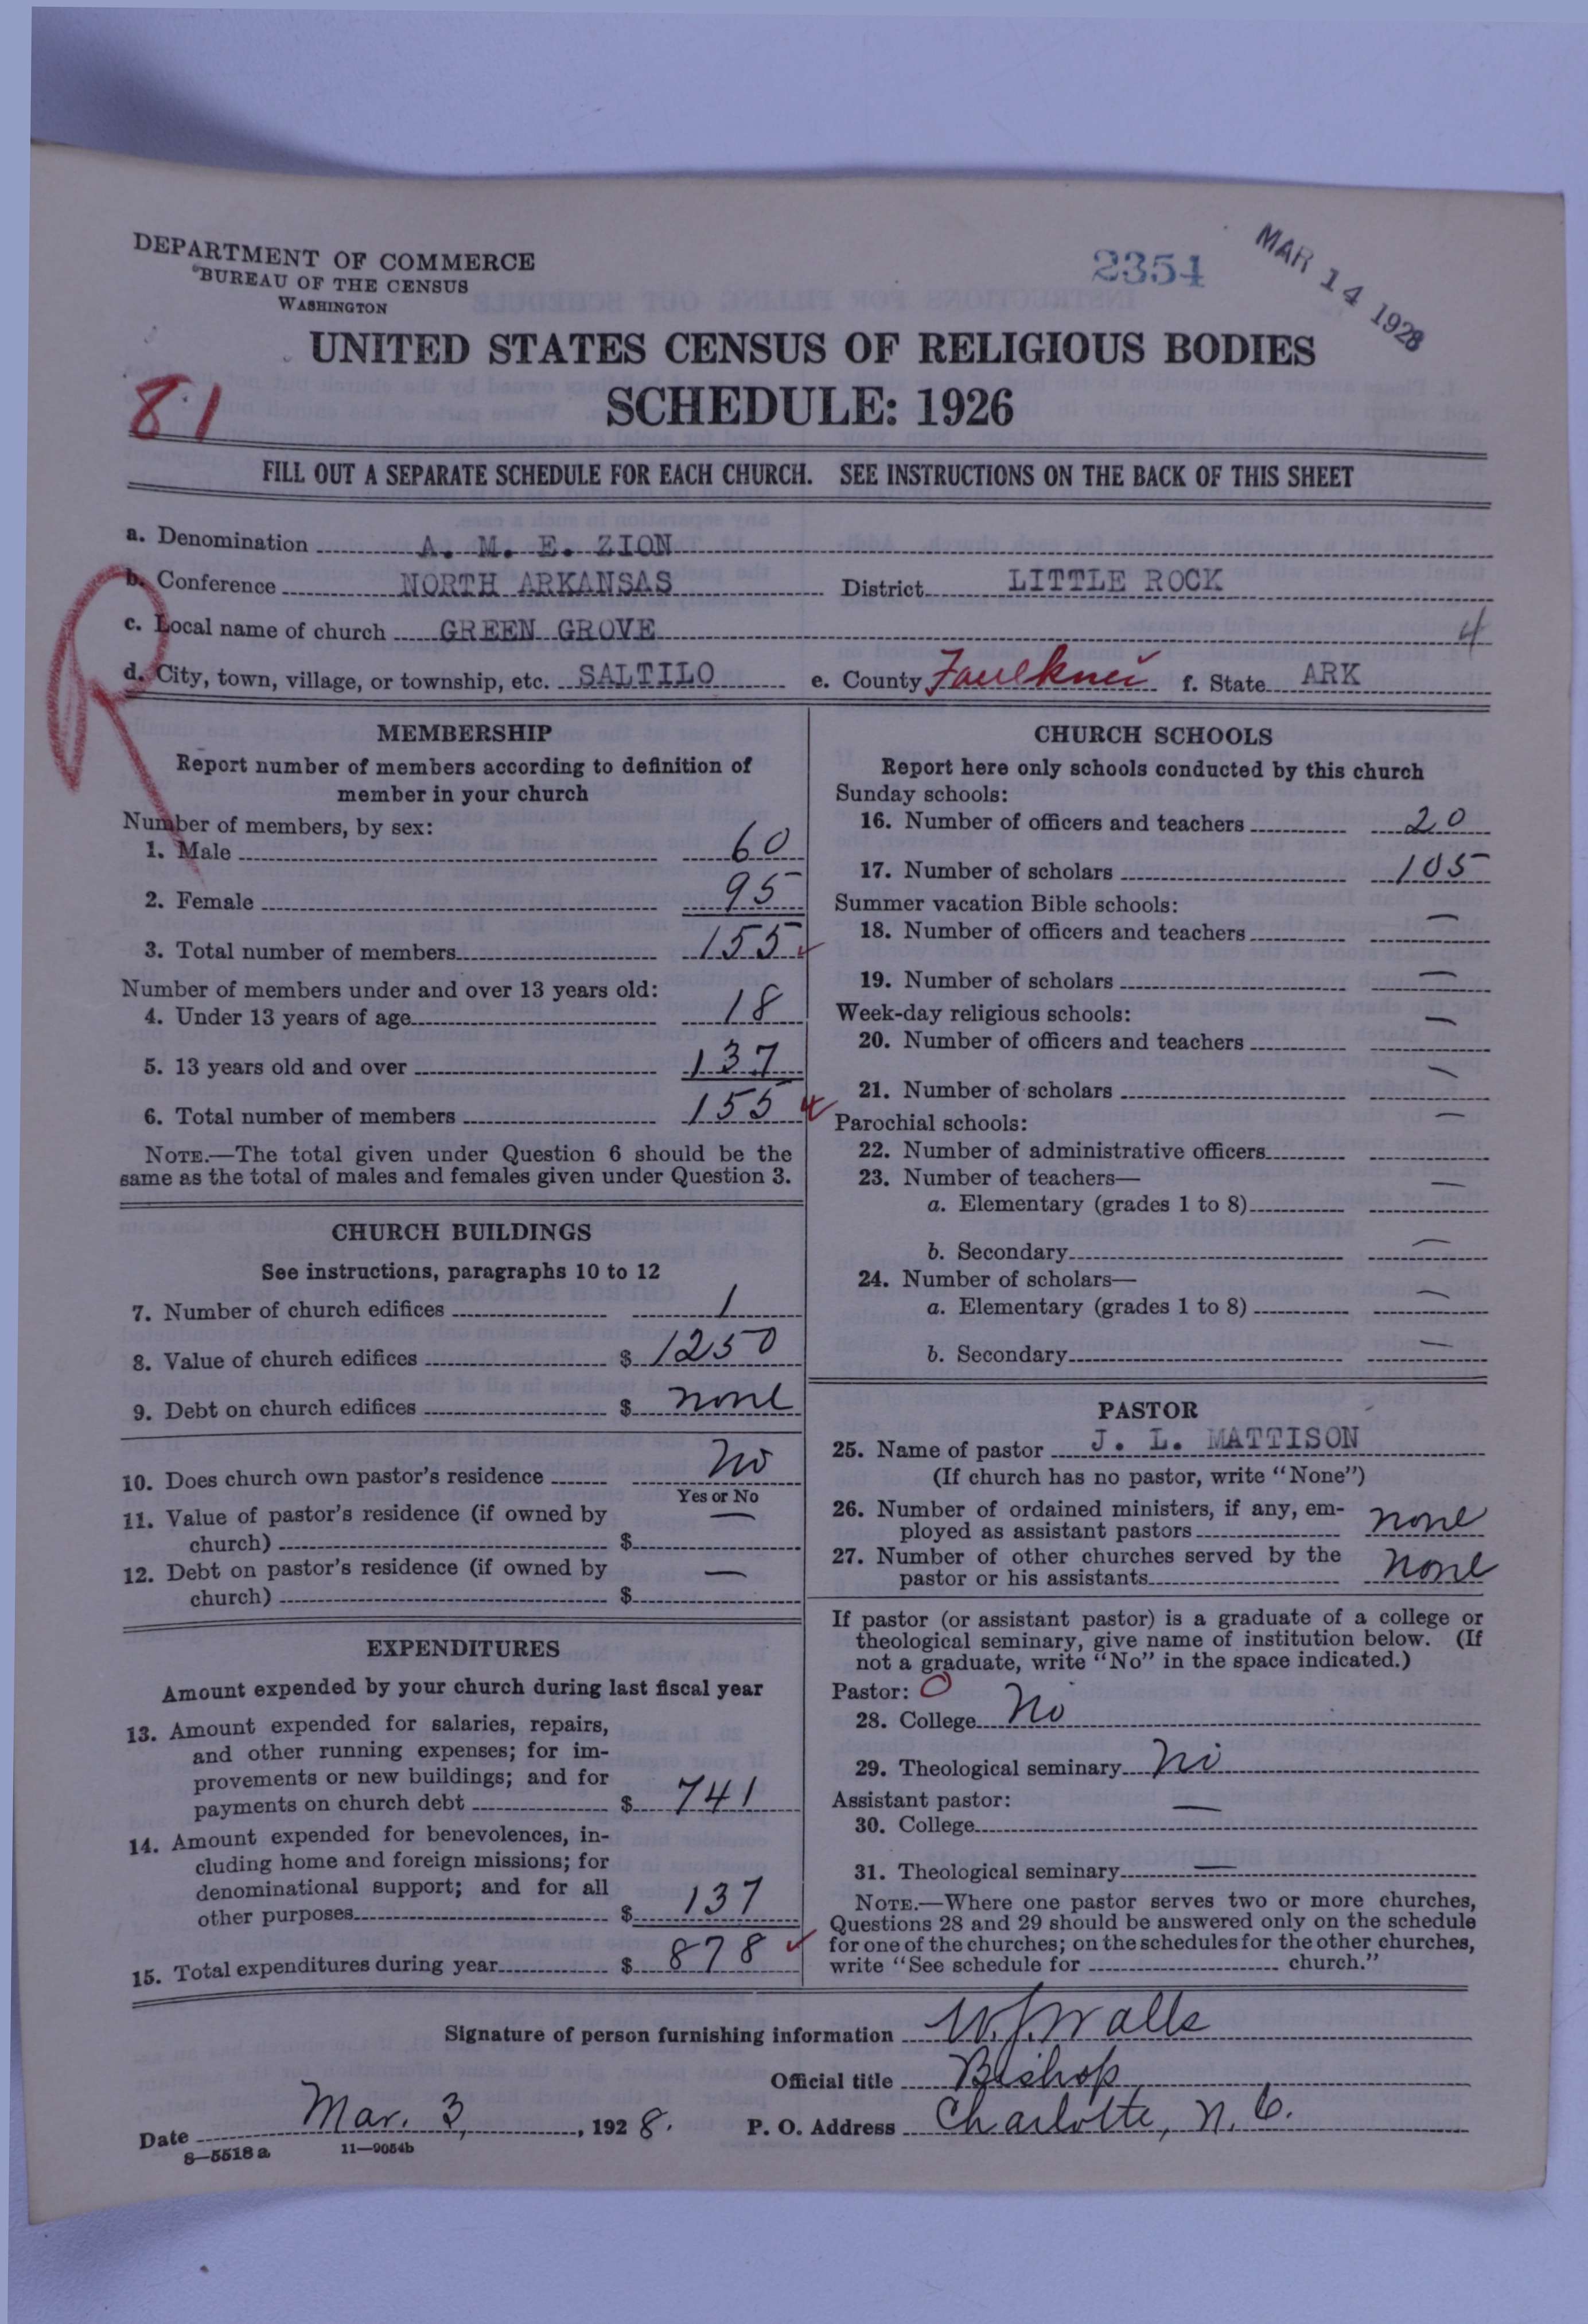 DEPARTMENT OF COMMERCE
BUREAU OF THE CENSUS
WASHINGTON
2354
MAR 14 1928
UNITED STATES CENSUS OF RELIGIOUS BODIES
SCHEDULE: 1926
81
FILL OUT A SEPARATE SCHEDULE FOR EACH CHURCH. SEE INSTRUCTIONS ON THE BACK OF THIS SHEET
a. Denomination A. M. E. ZION
R
b. Conference NORTH ARKANSAS District LITTLE ROCK
c. Local name of church GREEN GROVE 4
d. City, town, village, or township, etc. SALTILO e. County Faulkner f. State ARK
MEMBERSHIP
Report number of members according to definition of
member in your church
Number of members, by sex:
1. Male 60
2. Female 95
3. Total number of members 155
Number of members under and over 13 years old:
4. Under 13 years of age 18
5. 13 years old and over 137
6. Total number of members 155
NOTE.—The total given under Question 6 should be the
same as the total of males and females given under Question 3.
CHURCH BUILDINGS
See instructions, paragraphs 10 to 12
7. Number of church edifices 1
8. Value of church edifices $ 1250
9. Debt on church edifices $ none
10. Does church own pastor's residence No
Yes or No
11. Value of pastor's residence (if owned by
church) $ —
12. Debt on pastor's residence (if owned by
church) $ —
EXPENDITURES
Amount expended by your church during last fiscal year
13. Amount expended for salaries, repairs,
and other running expenses; for im-
provements or new buildings; and for
payments on church debt $ 741
14. Amount expended for benevolences, in-
cluding home and foreign missions; for
denominational support; and for all
other purposes $ 137
15. Total expenditures during year $ 878
CHURCH SCHOOLS
Report here only schools conducted by this church
Sunday schools:
16. Number of officers and teachers 20
17. Number of scholars 105
Summer vacation Bible schools:
18. Number of officers and teachers —
19. Number of scholars —
Week-day religious schools:
20. Number of officers and teachers —
21. Number of scholars —
Parochial schools:
22. Number of administrative officers —
23. Number of teachers—
a. Elementary (grades 1 to 8) —
b. Secondary —
24. Number of scholars—
a. Elementary (grades 1 to 8) —
b. Secondary —
PASTOR
25. Name of pastor J. L. MATTISON
(If church has no pastor, write "None")
26. Number of ordained ministers, if any, em-
ployed as assistant pastors none
27. Number of other churches served by the
pastor or his assistants none
If pastor (or assistant pastor) is a graduate of a college or
theological seminary, give name of institution below. (If
not a graduate, write "No" in the space indicated.)
Pastor: O
28. College No
29. Theological seminary No
Assistant pastor:
30. College —
31. Theological seminary —
NOTE.—Where one pastor serves two or more churches,
Questions 28 and 29 should be answered only on the schedule
for one of the churches; on the schedules for the other churches,
write "See schedule for church."
Signature of person furnishing information W. J. Walls
Official title Bishop
Date Mar. 3, 1928. P. O. Address Charlotte, N. C.
8—5518 a 11—9054b